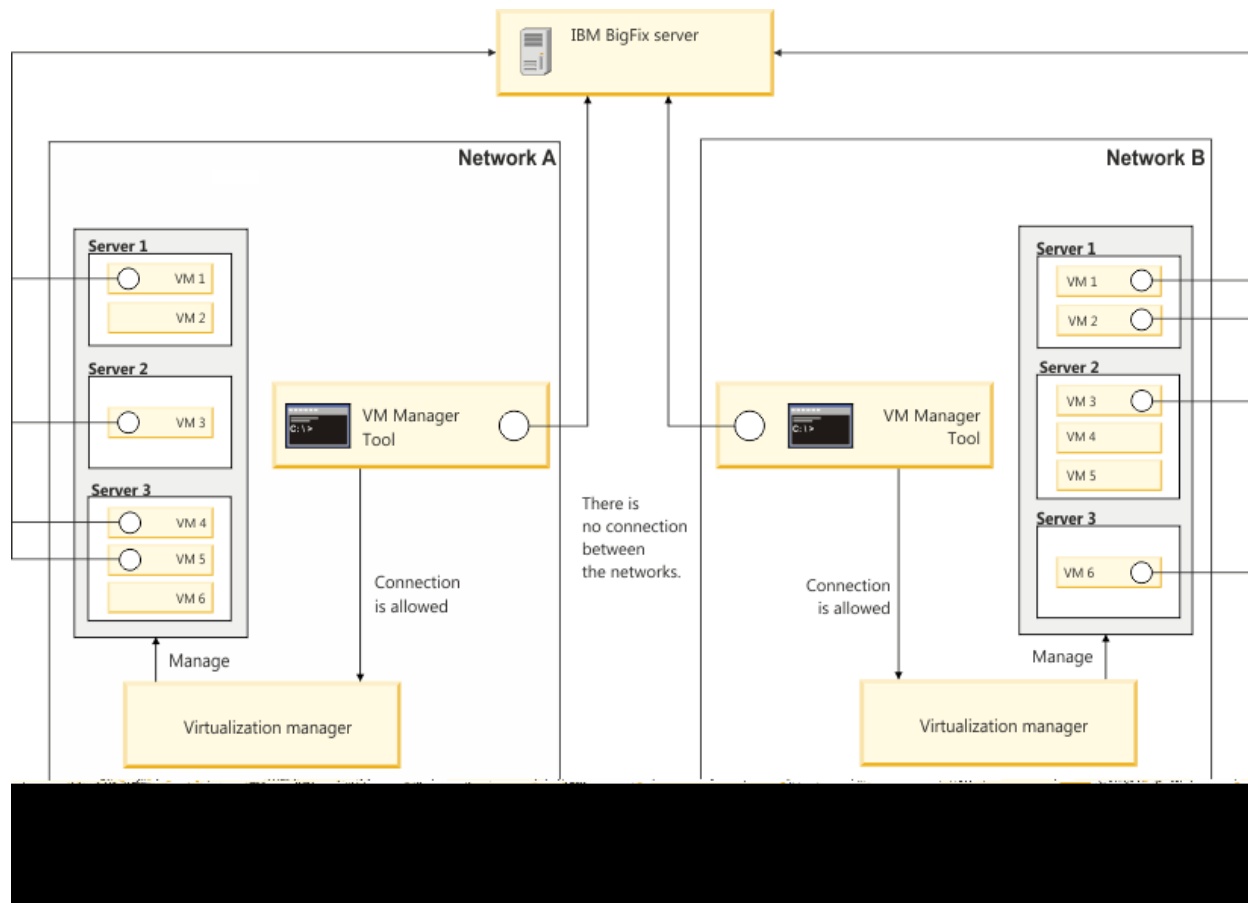 IBM BigFix server
Network A
Server 1
VM 1
VM 2
Server 2
VM 3
Server 3
VM 4
VM 5
VM 6
VM Manager
Tool
C:\>
Connection
is allowed
Manage
Virtualization manager
There is
no connection
between
the networks.
Network B
VM Manager
Tool
C:\>
Server 1
VM 1
VM 2
Server 2
VM 3
VM 4
VM 5
Server 3
VM 6
Connection
is allowed
Manage
Virtualization manager